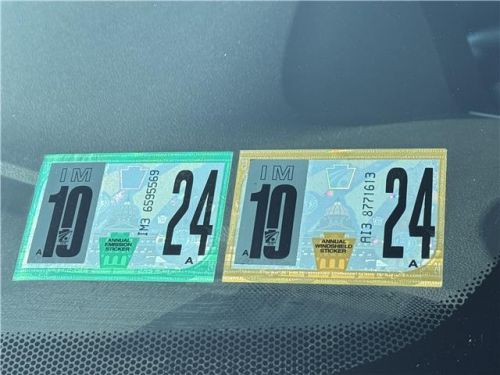 IM
10
A
ANNUAL
EMISSION
STICKER
IM3 6595569
24
A
IM
10
A
ANNUAL
WINDSHIELD
STICKER
AI3 8771613
24
A